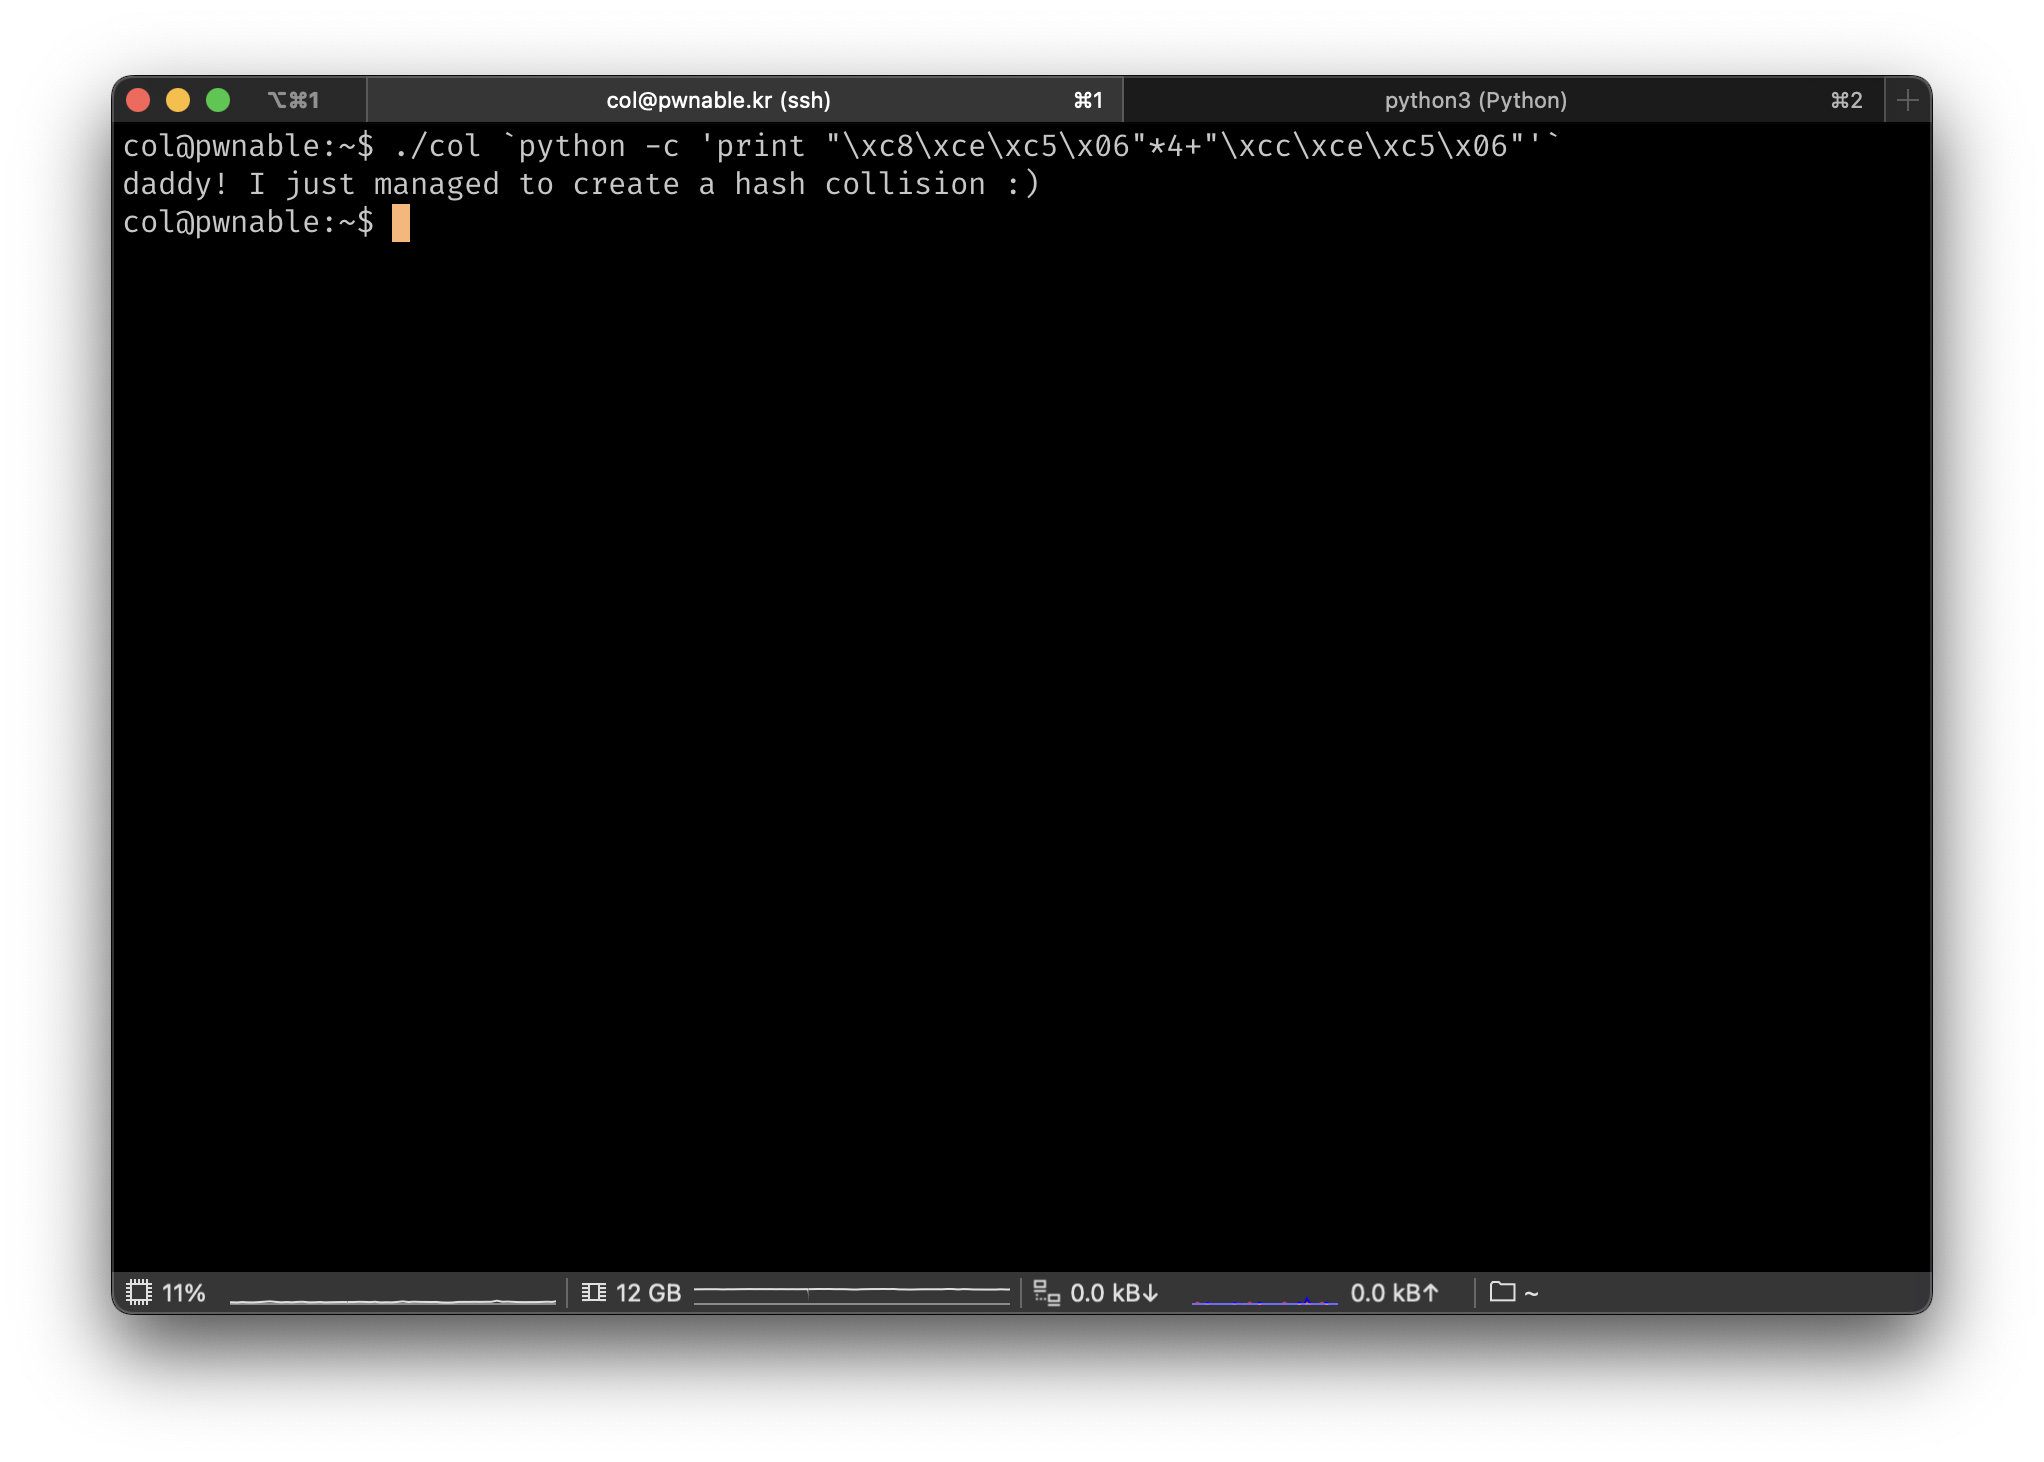 ⌥⌘1 col@pwnable.kr (ssh) ⌘1 python3 (Python) ⌘2
col@pwnable:~$ ./col `python -c 'print "\xc8\xce\xc5\x06"*4+"\xcc\xce\xc5\x06"'`
daddy! I just managed to create a hash collision :)
col@pwnable:~$
11% 12 GB 0.0 kB↓ 0.0 kB↑ ~